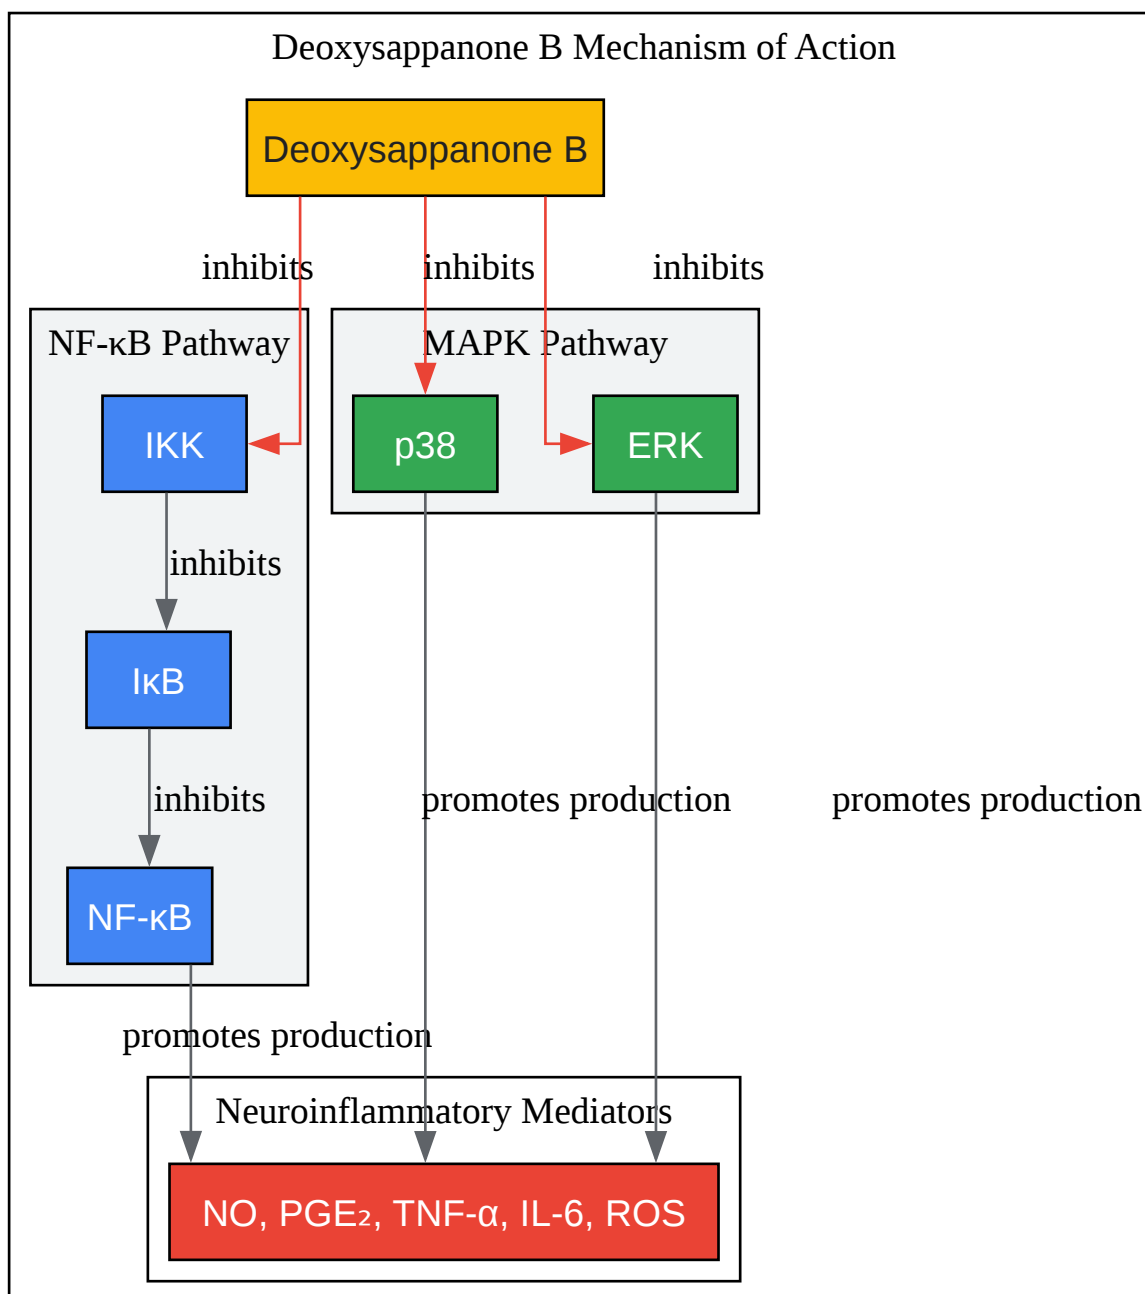 Deoxysappanone B Mechanism of Action
Deoxysappanone B
inhibits
inhibits
inhibits
NF-κB Pathway
MAPK Pathway
IKK
p38
ERK
inhibits
IκB
inhibits
promotes production
promotes production
NF-κB
promotes production
Neuroinflammatory Mediators
NO, PGE₂, TNF-α, IL-6, ROS